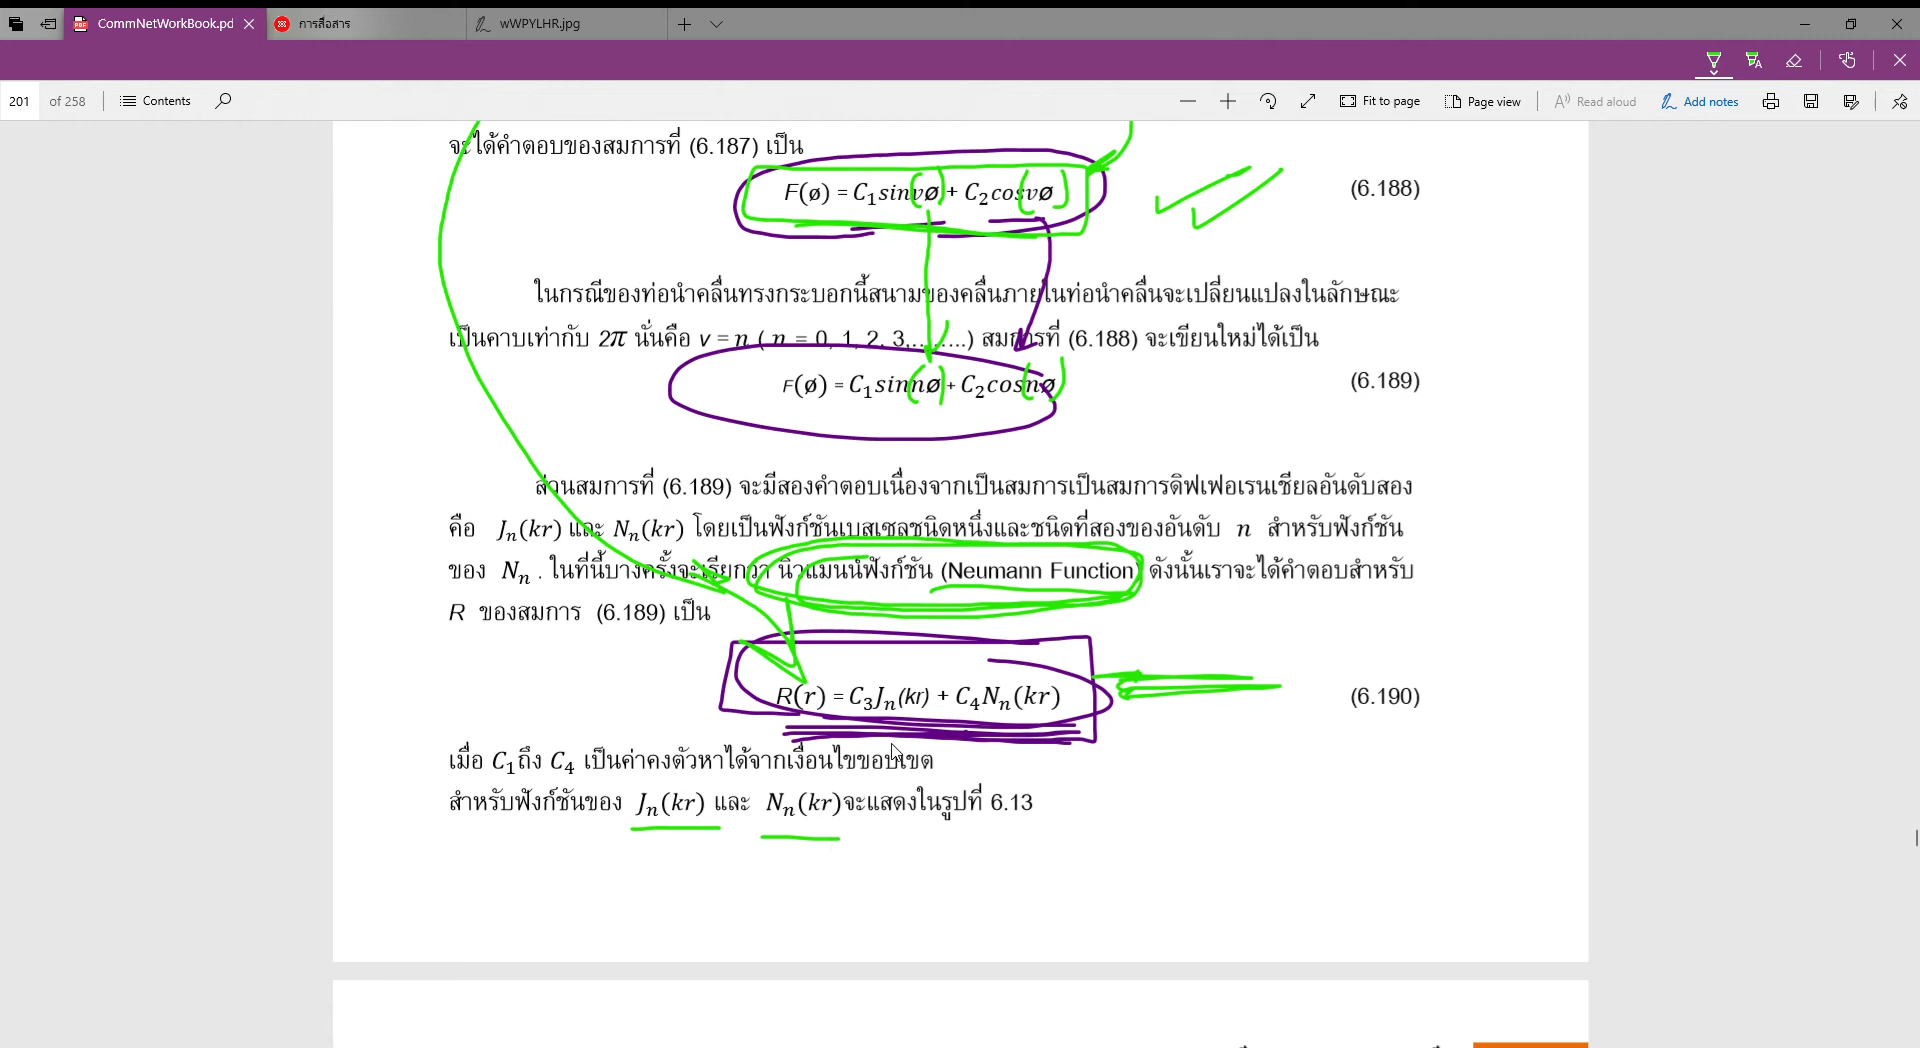 CommNetWorkBook.pd
การสื่อสาร
wWPYLHR.jpg
201 of 258
Contents
Fit to page
Page view
Read aloud
Add notes
จะได้คำตอบของสมการที่ (6.187) เป็น
F(ø) = C₁sinvø + C₂cosvø (6.188)
ในกรณีของท่อนำคลื่นทรงกระบอกนี้สนามของคลื่นภายในท่อนำคลื่นจะเปลี่ยนแปลงในลักษณะ
เป็นคาบเท่ากับ 2π นั่นคือ v = n ( n = 0, 1, 2, 3,……..) สมการที่ (6.188) จะเขียนใหม่ได้เป็น
F(ø) = C₁sinnø + C₂cosnø (6.189)
ส่วนสมการที่ (6.189) จะมีสองคำตอบเนื่องจากเป็นสมการเป็นสมการดิฟเฟอเรนเชียลอันดับสอง
คือ Jₙ(kr) และ Nₙ(kr) โดยเป็นฟังก์ชันเบสเซลชนิดหนึ่งและชนิดที่สองของอันดับ n สำหรับฟังก์ชัน
ของ Nₙ . ในที่นี้บางครั้งจะเรียกว่า นิวแมนน์ฟังก์ชัน (Neumann Function) ดังนั้นเราจะได้คำตอบสำหรับ
R ของสมการ (6.189) เป็น
R(r) = C₃Jₙ(kr) + C₄Nₙ(kr) (6.190)
เมื่อ C₁ถึง C₄ เป็นค่าคงตัวหาได้จากเงื่อนไขขอบเขต
สำหรับฟังก์ชันของ Jₙ(kr) และ Nₙ(kr)จะแสดงในรูปที่ 6.13